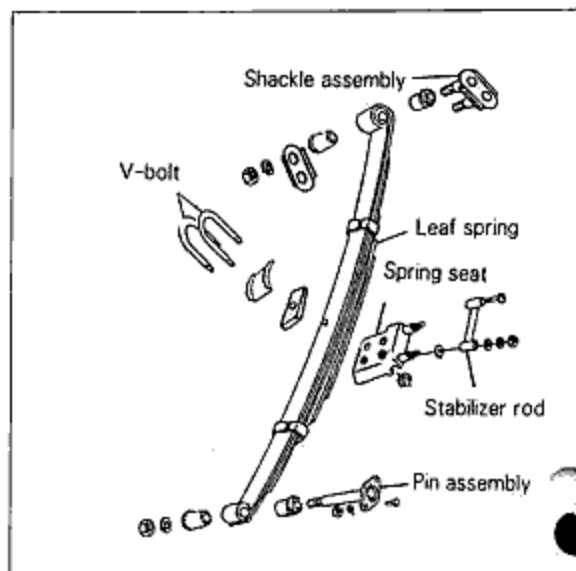 Shackle assembly
V-bolt
Leaf spring
Spring seat
Stabilizer rod
Pin assembly